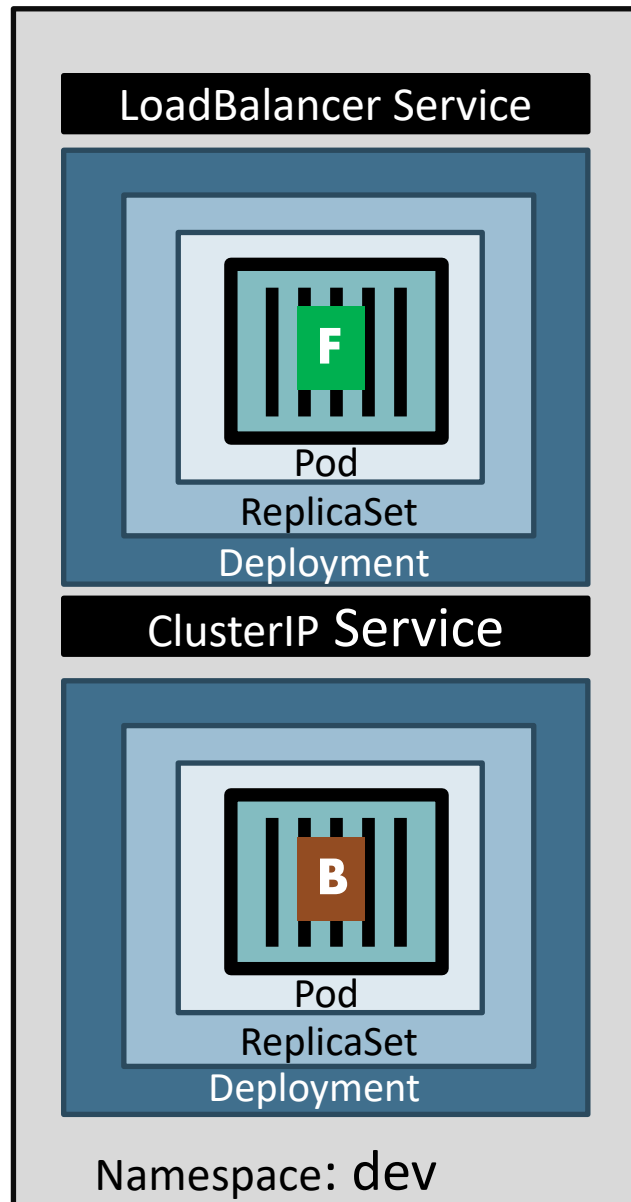 LoadBalancer Service
F
Pod
ReplicaSet
Deployment
ClusterIP Service
B
Pod
ReplicaSet
Deployment
Namespace: dev